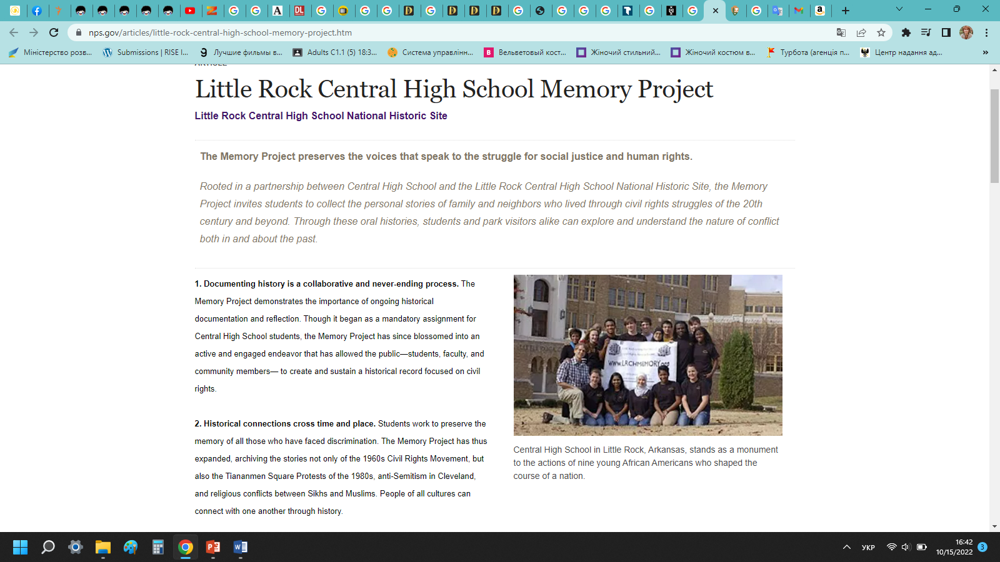 nps.gov/articles/little-rock-central-high-school-memory-project.htm
Міністерство розв...
Submissions | RISE I...
Лучшие фильмы в...
Adults C1.1 (5) 18:3...
Система управлінн...
B
Вельветовый кост...
Жіночий стильний...
Жіночий костюм в...
Турбота (агенція п...
Центр надання ад...
»
ARTICLE
Little Rock Central High School Memory Project
Little Rock Central High School National Historic Site
The Memory Project preserves the voices that speak to the struggle for social justice and human rights.
Rooted in a partnership between Central High School and the Little Rock Central High School National Historic Site, the Memory
Project invites students to collect the personal stories of family and neighbors who lived through civil rights struggles of the 20th
century and beyond. Through these oral histories, students and park visitors alike can explore and understand the nature of conflict
both in and about the past.
1. Documenting history is a collaborative and never-ending process. The
Memory Project demonstrates the importance of ongoing historical
documentation and reflection. Though it began as a mandatory assignment for
Central High School students, the Memory Project has since blossomed into an
active and engaged endeavor that has allowed the public—students, faculty, and
community members— to create and sustain a historical record focused on civil
rights.
2. Historical connections cross time and place. Students work to preserve the
memory of all those who have faced discrimination. The Memory Project has thus
expanded, archiving the stories not only of the 1960s Civil Rights Movement, but
also the Tiananmen Square Protests of the 1980s, anti-Semitism in Cleveland,
and religious conflicts between Sikhs and Muslims. People of all cultures can
connect with one another through history.
www.LRCHMEMORY.org
Central High School in Little Rock, Arkansas, stands as a monument
to the actions of nine young African Americans who shaped the
course of a nation.
УКР
16:42
10/15/2022
3